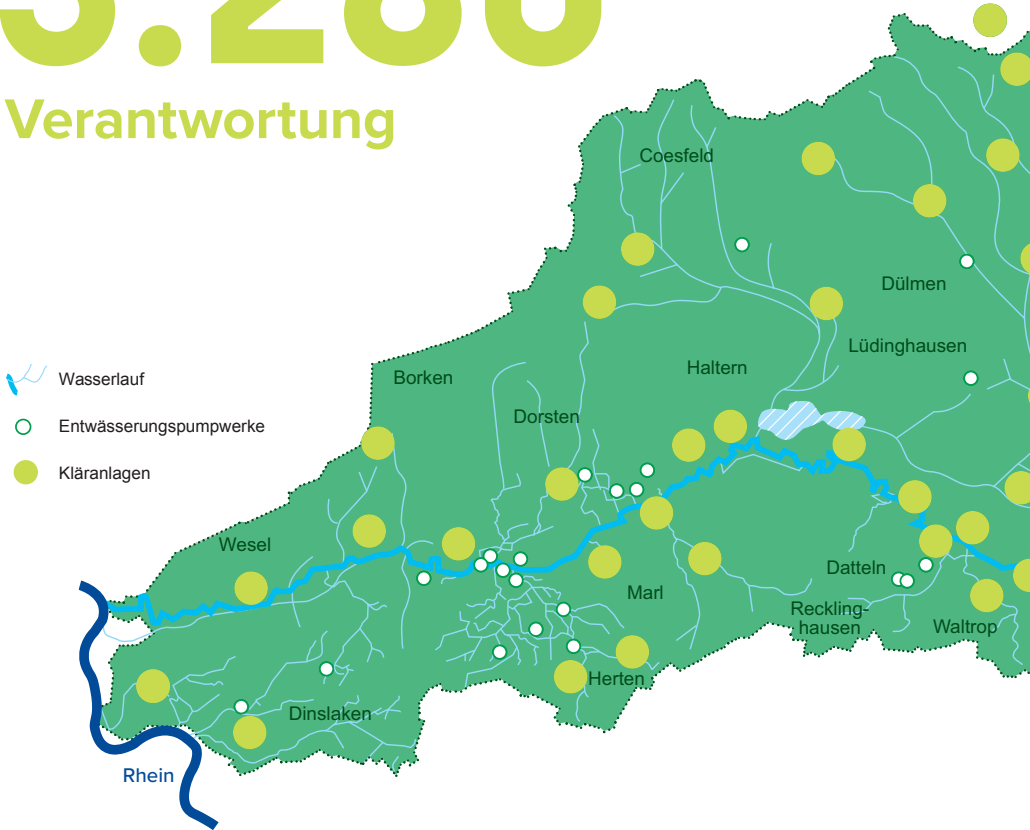 Verantwortung
Coesfeld
Dülmen
Lüdinghausen
Haltern
Borken
Dorsten
Wasserlauf
Entwässerungspumpwerke
Kläranlagen
Wesel
Datteln
Marl
Reckling-
hausen
Waltrop
Herten
Dinslaken
Rhein